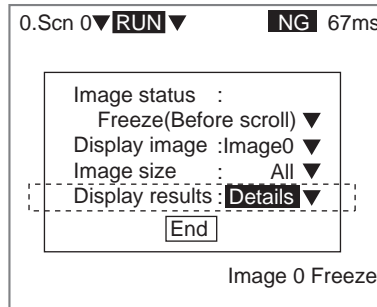 0.Scn 0▼ RUN ▼ NG 67ms
Image status :
Freeze(Before scroll) ▼
Display image :Image0 ▼
Image size : All ▼
Display results : Details ▼
End
Image 0 Freeze